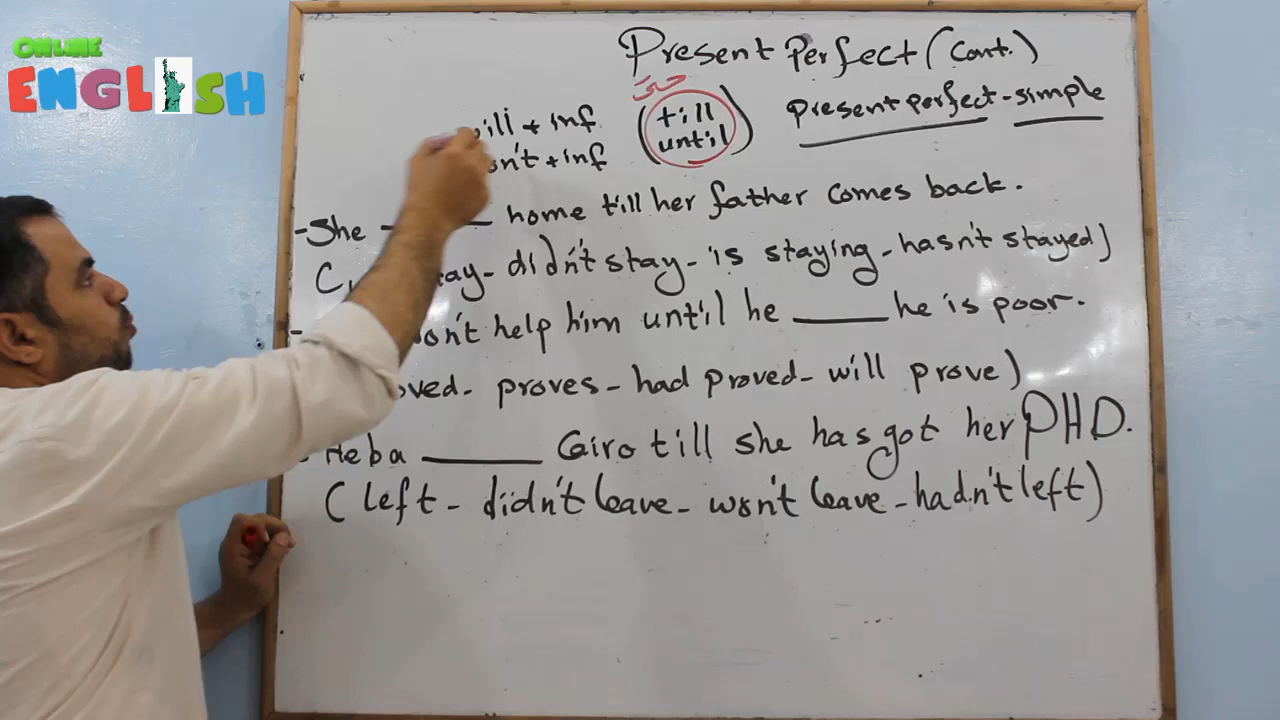 ONLINE
ENGLISH
Present Perfect (Cont.)
حتى
will + inf (till present perfect - simple
won't + inf until)
- She - home till her father comes back.
stay - didn't stay - is staying - hasn't stayed)
won't help him until he ______ he is poor.
proved - proves - had proved - will prove)
Heba ______ Cairo till she has got her PHD.
( left - didn't leave - won't leave - hadn't left)